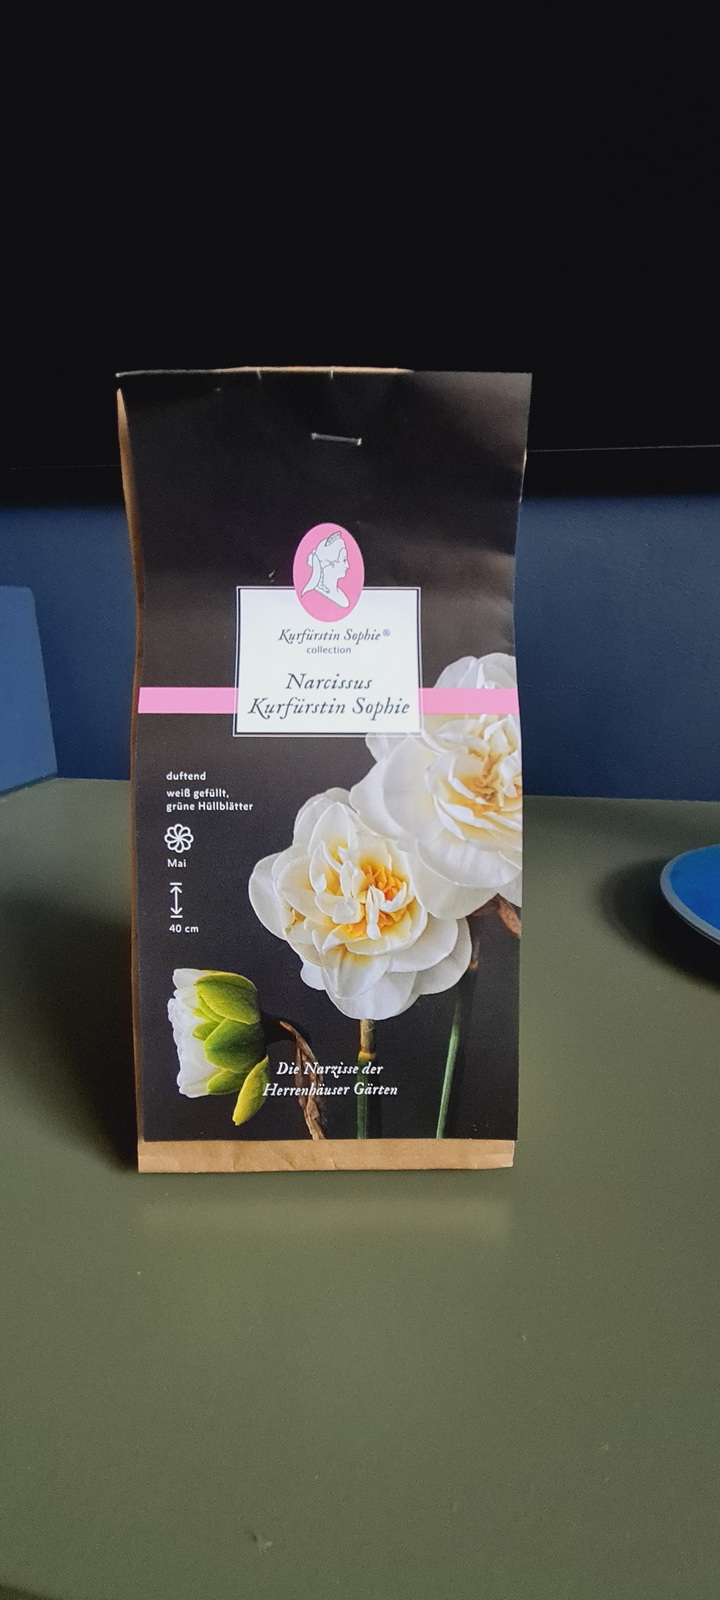 Kurfürstin Sophie®
collection
Narcissus
Kurfürstin Sophie
duftend
weiß gefüllt,
grüne Hüllblätter
Mai
40 cm
Die Narzisse der
Herrenhäuser Gärten